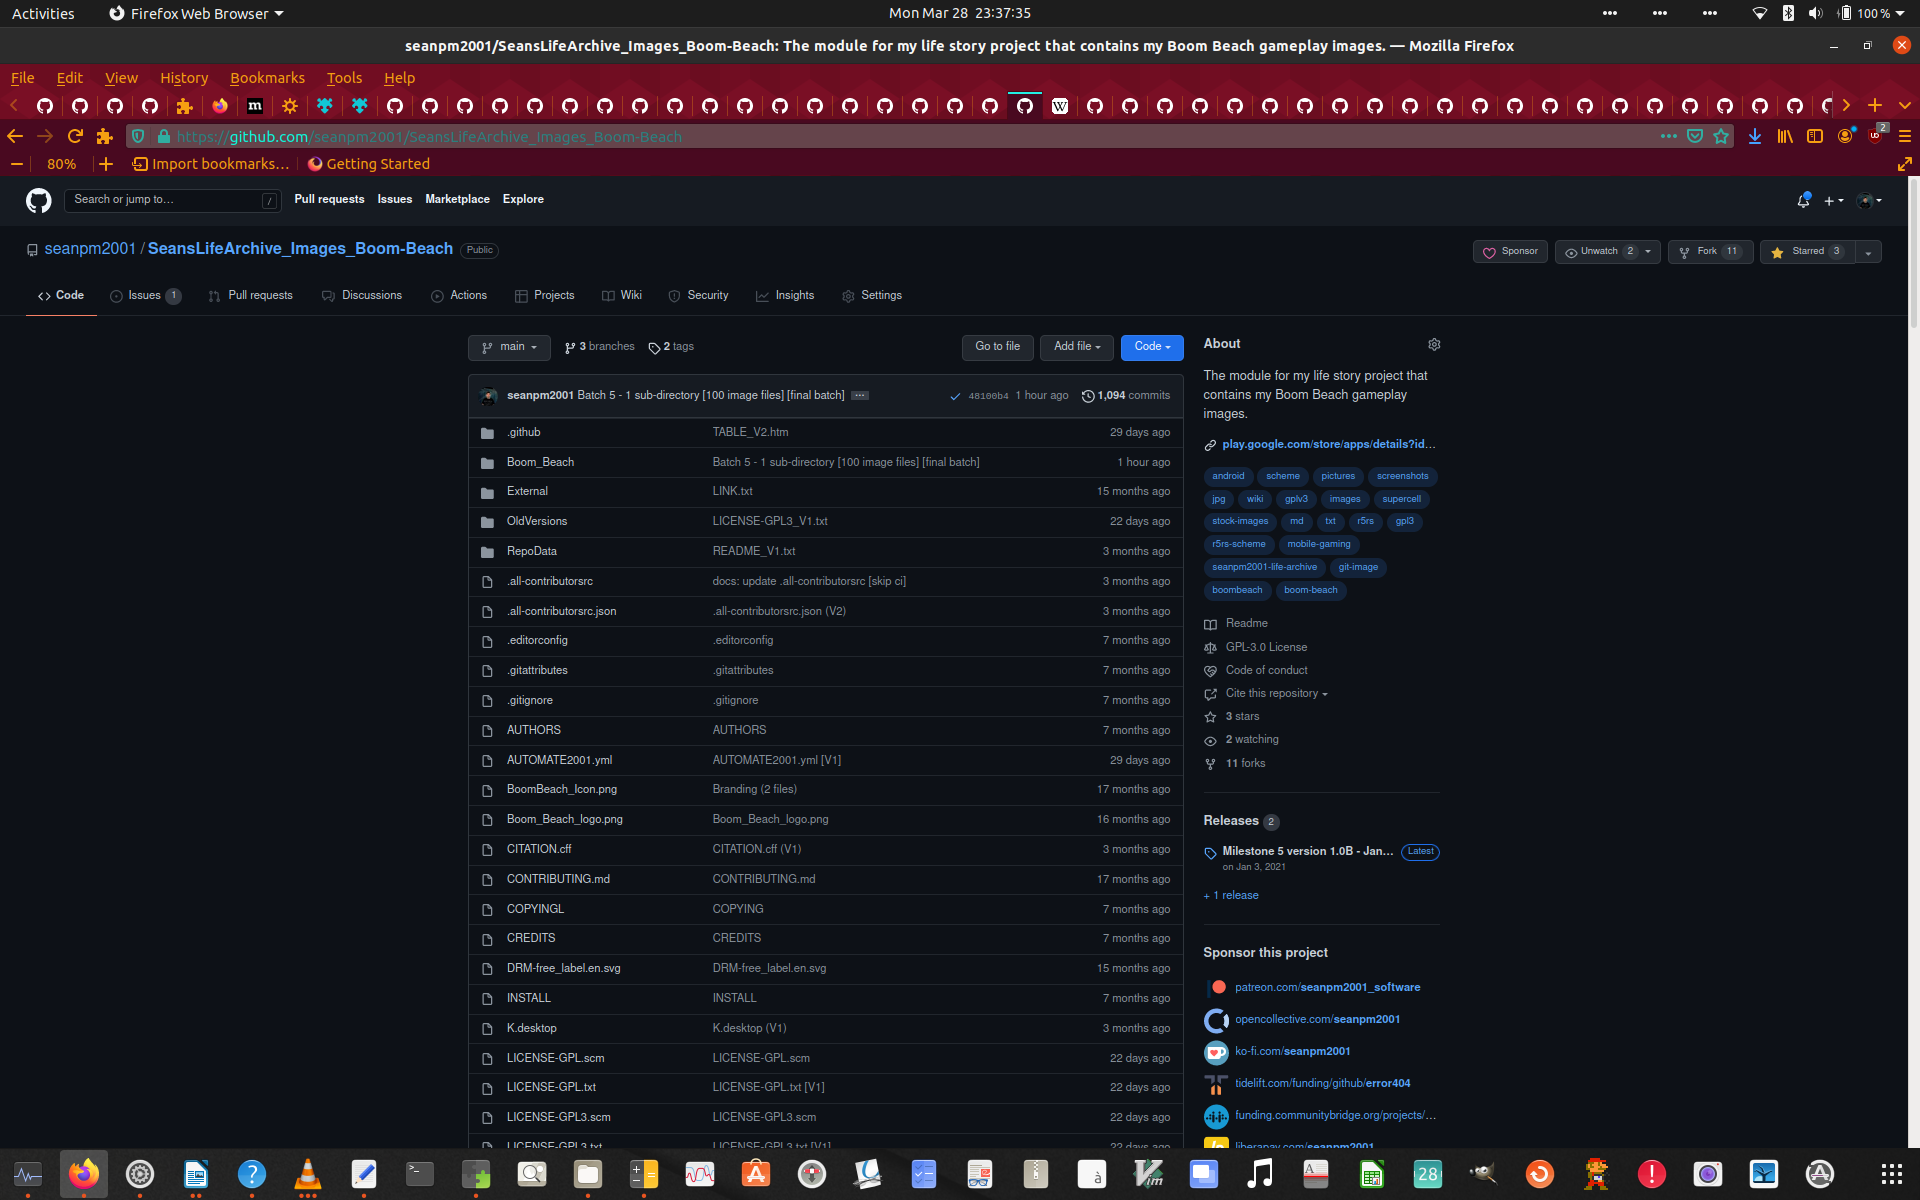 Activities Firefox Web Browser Mon Mar 28 23:37:35 100 %
seanpm2001/SeansLifeArchive_Images_Boom-Beach: The module for my life story project that contains my Boom Beach gameplay images. — Mozilla Firefox
File Edit View History Bookmarks Tools Help
https://github.com/seanpm2001/SeansLifeArchive_Images_Boom-Beach 2
80% Import bookmarks… Getting Started
Search or jump to… / Pull requests Issues Marketplace Explore
seanpm2001 / SeansLifeArchive_Images_Boom-Beach Public Sponsor Unwatch 2 Fork 11 Starred 3
Code Issues 1 Pull requests Discussions Actions Projects Wiki Security Insights Settings
main 3 branches 2 tags Go to file Add file Code
seanpm2001 Batch 5 - 1 sub-directory [100 image files] [final batch] … 48100b4 1 hour ago 1,094 commits
.github TABLE_V2.htm 29 days ago
Boom_Beach Batch 5 - 1 sub-directory [100 image files] [final batch] 1 hour ago
External LINK.txt 15 months ago
OldVersions LICENSE-GPL3_V1.txt 22 days ago
RepoData README_V1.txt 3 months ago
.all-contributorsrc docs: update .all-contributorsrc [skip ci] 3 months ago
.all-contributorsrc.json .all-contributorsrc.json (V2) 3 months ago
.editorconfig .editorconfig 7 months ago
.gitattributes .gitattributes 7 months ago
.gitignore .gitignore 7 months ago
AUTHORS AUTHORS 7 months ago
AUTOMATE2001.yml AUTOMATE2001.yml [V1] 29 days ago
BoomBeach_Icon.png Branding (2 files) 17 months ago
Boom_Beach_logo.png Boom_Beach_logo.png 16 months ago
CITATION.cff CITATION.cff (V1) 3 months ago
CONTRIBUTING.md CONTRIBUTING.md 17 months ago
COPYINGL COPYING 7 months ago
CREDITS CREDITS 7 months ago
DRM-free_label.en.svg DRM-free_label.en.svg 15 months ago
INSTALL INSTALL 7 months ago
K.desktop K.desktop (V1) 3 months ago
LICENSE-GPL.scm LICENSE-GPL.scm 22 days ago
LICENSE-GPL.txt LICENSE-GPL.txt [V1] 22 days ago
LICENSE-GPL3.scm LICENSE-GPL3.scm 22 days ago
LICENSE-GPL3.txt LICENSE-GPL3.txt [V1] 22 days ago
About
The module for my life story project that
contains my Boom Beach gameplay
images.
play.google.com/store/apps/details?id…
android scheme pictures screenshots
jpg wiki gplv3 images supercell
stock-images md txt r5rs gpl3
r5rs-scheme mobile-gaming
seanpm2001-life-archive git-image
boombeach boom-beach
Readme
GPL-3.0 License
Code of conduct
Cite this repository
3 stars
2 watching
11 forks
Releases 2
Milestone 5 version 1.0B - Jan… Latest
on Jan 3, 2021
+ 1 release
Sponsor this project
patreon.com/seanpm2001_software
opencollective.com/seanpm2001
ko-fi.com/seanpm2001
tidelift.com/funding/github/error404
funding.communitybridge.org/projects/…
liberapay.com/seanpm2001
28